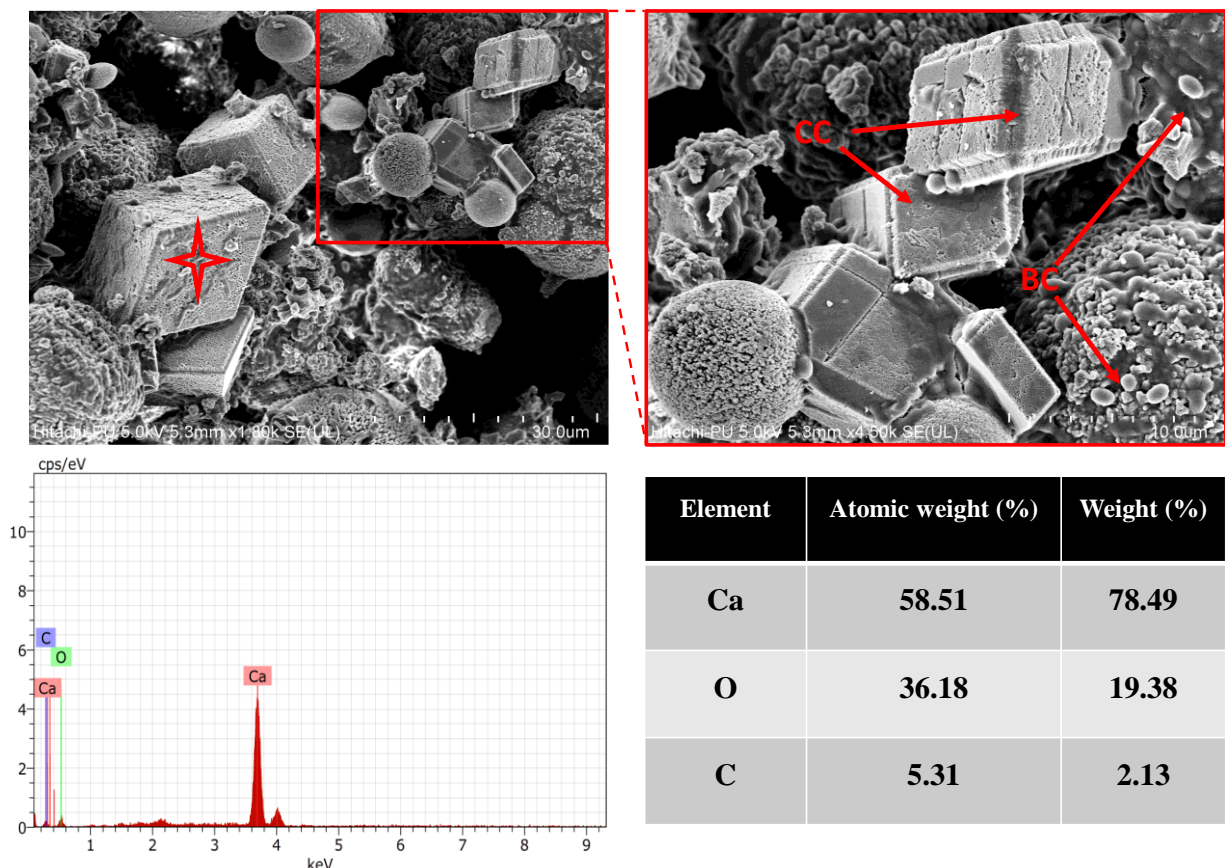 CC
BC
Hitachi-PU 5.0kV 5.3mm x1.80k SE(UL) 30.0um
Hitachi-PU 5.0kV 5.3mm x4.50k SE(UL) 10.0um
cps/eV
10
8
6
4
2
0
C
O
Ca
Ca
1 2 3 4 5 6 7 8 9
keV
Element Atomic weight (%) Weight (%)
Ca 58.51 78.49
O 36.18 19.38
C 5.31 2.13